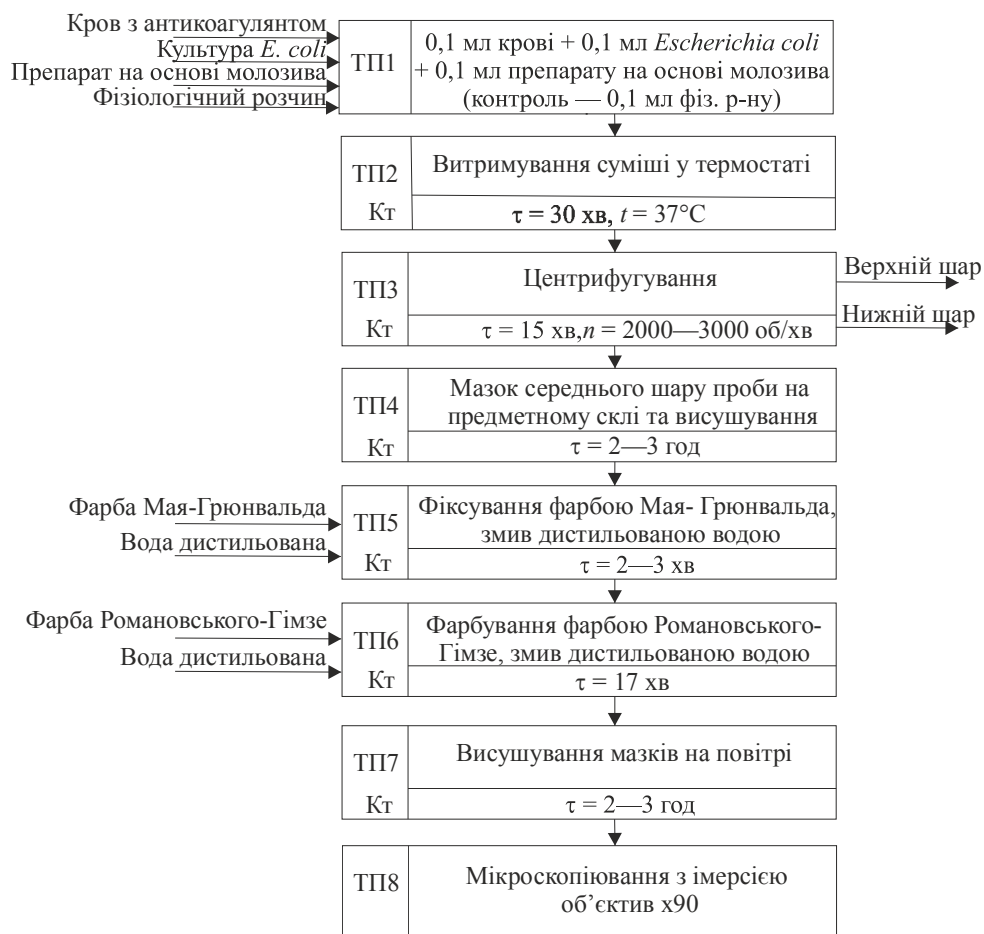 Кров з антикоагулянтом
Культура E. coli
Препарат на основі молозива
Фізіологічний розчин
ТП1
0,1 мл крові + 0,1 мл Escherichia coli
+ 0,1 мл препарату на основі молозива
(контроль — 0,1 мл фіз. р-ну)
ТП2
Витримування суміші у термостаті
Кт
τ = 30 хв, t = 37°C
ТП3
Центрифугування
Кт
τ = 15 хв,n = 2000—3000 об/хв
Верхній шар
Нижній шар
ТП4
Мазок середнього шару проби на
предметному склі та висушування
Кт
τ = 2—3 год
Фарба Мая-Грюнвальда
Вода дистильована
ТП5
Фіксування фарбою Мая- Грюнвальда,
змив дистильованою водою
Кт
τ = 2—3 хв
Фарба Романовського-Гімзе
Вода дистильована
ТП6
Фарбування фарбою Романовського-
Гімзе, змив дистильованою водою
Кт
τ = 17 хв
ТП7
Висушування мазків на повітрі
Кт
τ = 2—3 год
ТП8
Мікроскопіювання з імерсією
об’єктив х90